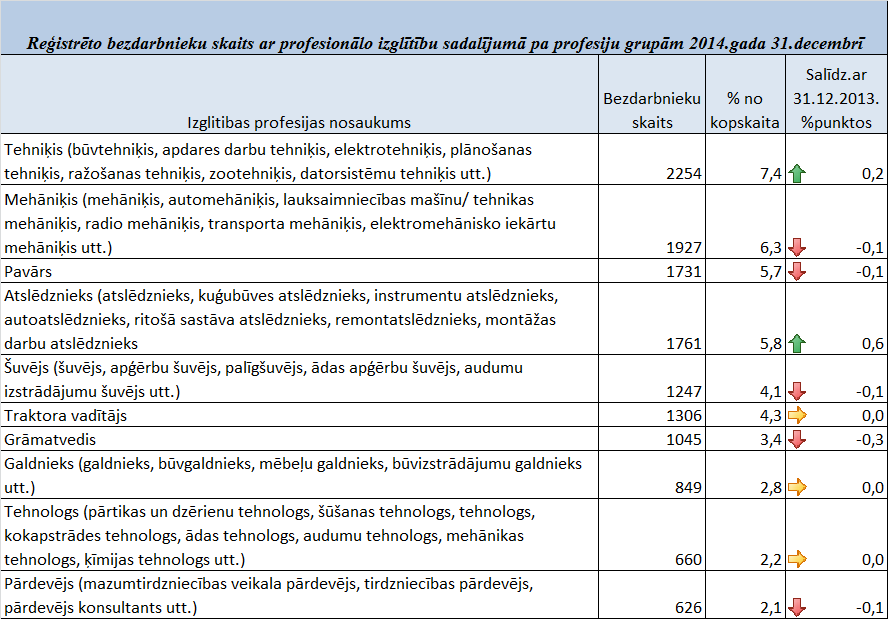 Reģistrēto bezdarbnieku skaits ar profesionālo izglītību sadalījumā pa profesiju grupām 2014.gada 31.decembrī
Izglītības profesijas nosaukums
Bezdarbnieku
skaits
% no
kopskaita
Salīdz.ar
31.12.2013.
%punktos
Tehniķis (būvtehniķis, apdares darbu tehniķis, elektrotehniķis, plānošanas
tehniķis, ražošanas tehniķis, zootehniķis, datorsistēmu tehniķis utt.) 2254 7,4 0,2
Mehāniķis (mehāniķis, automehāniķis, lauksaimniecības mašīnu/ tehnikas
mehāniķis, radio mehāniķis, transporta mehāniķis, elektromehānisko iekārtu
mehāniķis utt.) 1927 6,3 -0,1
Pavārs 1731 5,7 -0,1
Atslēdznieks (atslēdznieks, kuģubūves atslēdznieks, instrumentu atslēdznieks,
autoatslēdznieks, ritošā sastāva atslēdznieks, remontatslēdznieks, montāžas
darbu atslēdznieks 1761 5,8 0,6
Šuvējs (šuvējs, apģērbu šuvējs, palīgšuvējs, ādas apģērbu šuvējs, audumu
izstrādājumu šuvējs utt.) 1247 4,1 -0,1
Traktora vadītājs 1306 4,3 0,0
Grāmatvedis 1045 3,4 -0,3
Galdnieks (galdnieks, būvgaldnieks, mēbeļu galdnieks, būvizstrādājumu galdnieks
utt.) 849 2,8 0,0
Tehnologs (pārtikas un dzērienu tehnologs, šūšanas tehnologs, tehnologs,
kokapstrādes tehnologs, ādas tehnologs, audumu tehnologs, mehānikas
tehnologs, ķīmijas tehnologs utt.) 660 2,2 0,0
Pārdevējs (mazumtirdzniecības veikala pārdevējs, tirdzniecības pārdevējs,
pārdevējs konsultants utt.) 626 2,1 -0,1